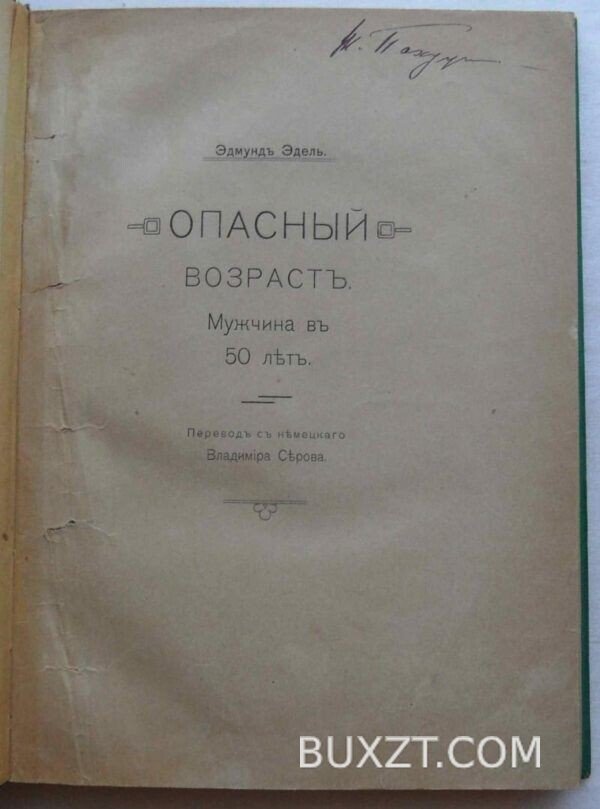 Эдмундъ Эдель.
ОПАСНЫЙ
ВОЗРАСТЪ.
Мужчина въ
50 лѣтъ.
Переводъ съ нѣмецкаго
Владиміра Сѣрова.
BUXZT.COM